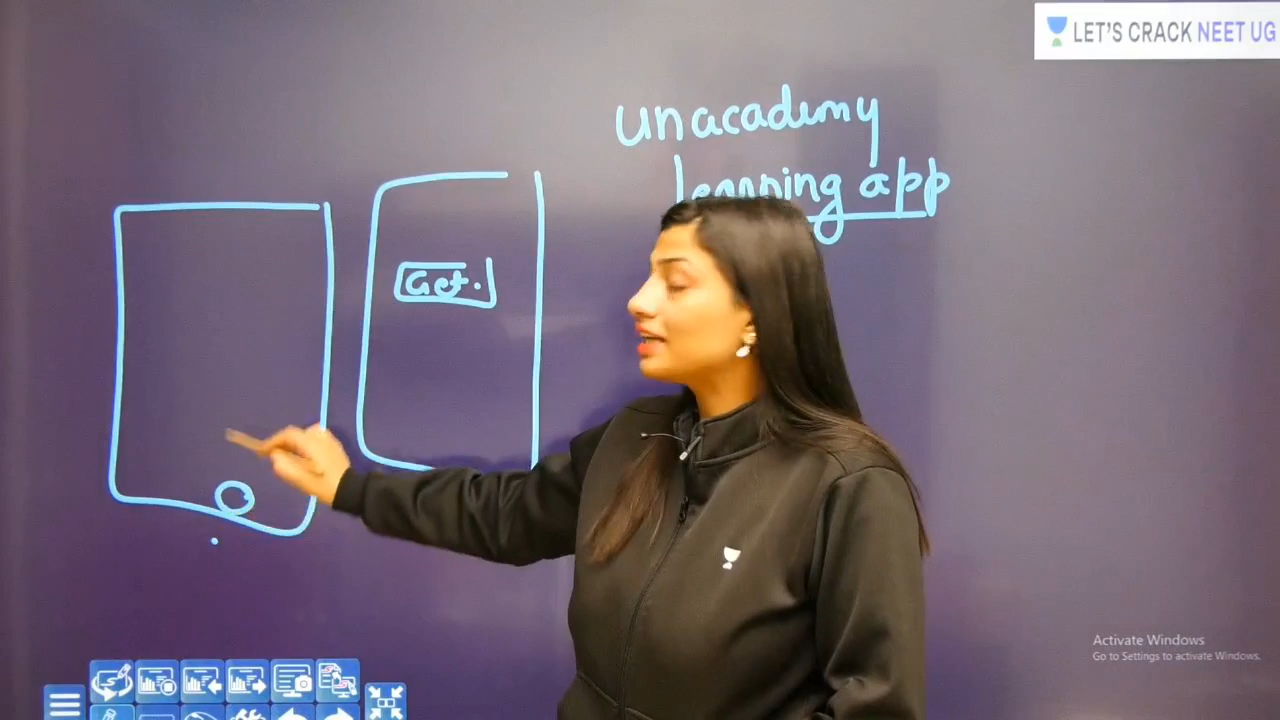 LET'S CRACK NEET UG
unacademy
learning app
Get.
Activate Windows
Go to Settings to activate Windows.